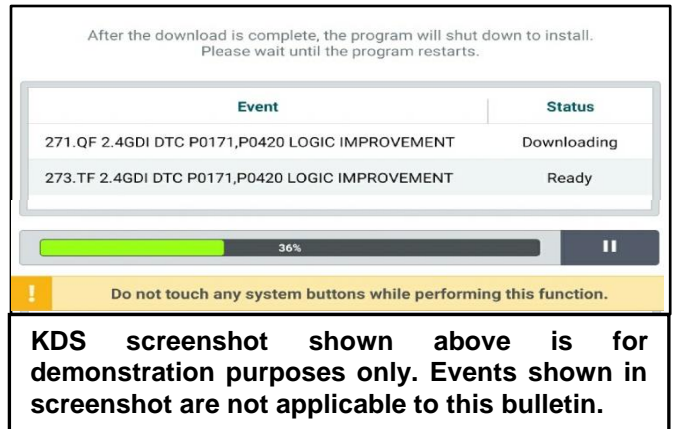 After the download is complete, the program will shut down to install.
Please wait until the program restarts.
Event Status
271.QF 2.4GDI DTC P0171,P0420 LOGIC IMPROVEMENT Downloading
273.TF 2.4GDI DTC P0171,P0420 LOGIC IMPROVEMENT Ready
36%
! Do not touch any system buttons while performing this function.
KDS screenshot shown above is for
demonstration purposes only. Events shown in
screenshot are not applicable to this bulletin.